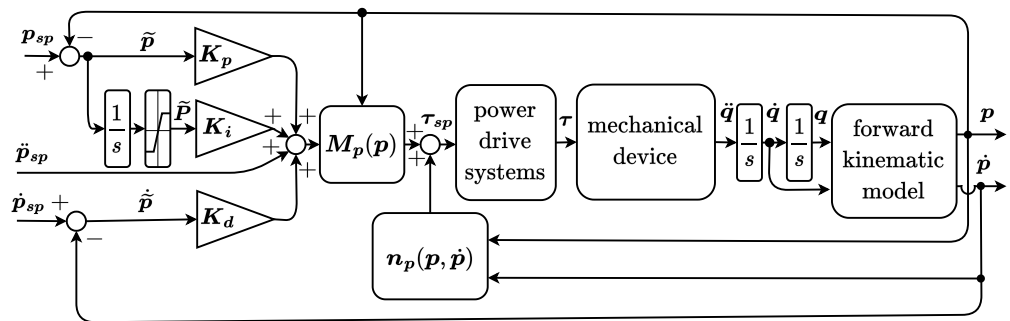 p_sp
+
−
p̃
K_p
1/s
P̃
K_i
p̈_sp
ṗ_sp
+
−
p̃̇
K_d
+
+
+
+
M_p(p)
+
+
τ_sp
n_p(p, ṗ)
power
drive
systems
τ
mechanical
device
q̈
1/s
q̇
1/s
q
forward
kinematic
model
p
ṗ